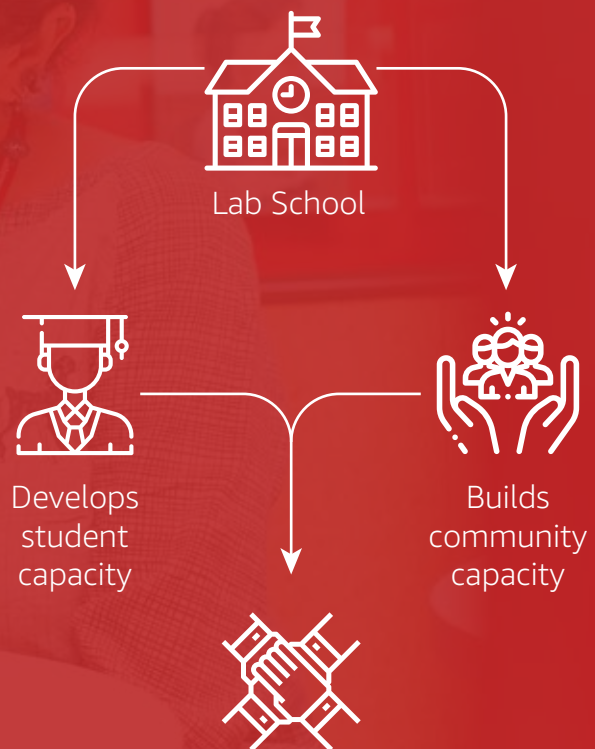 Lab School
Develops
student
capacity
Builds
community
capacity